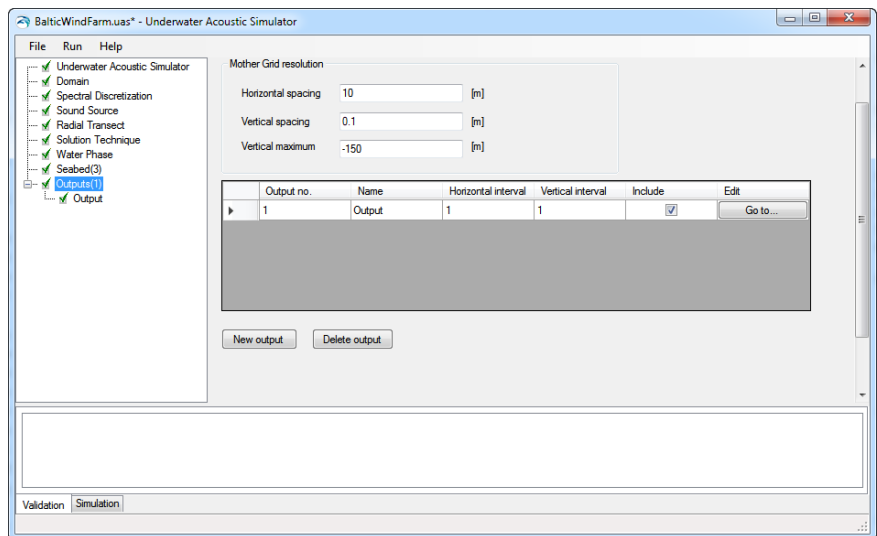 BalticWindFarm.uas* - Underwater Acoustic Simulator
File Run Help
Underwater Acoustic Simulator
Domain
Spectral Discretization
Sound Source
Radial Transect
Solution Technique
Water Phase
Seabed(3)
Outputs(1)
Output
Mother Grid resolution
Horizontal spacing 10 [m]
Vertical spacing 0.1 [m]
Vertical maximum -150 [m]
Output no. Name Horizontal interval Vertical interval Include Edit
1 Output 1 1 Go to...
New output Delete output
Validation Simulation